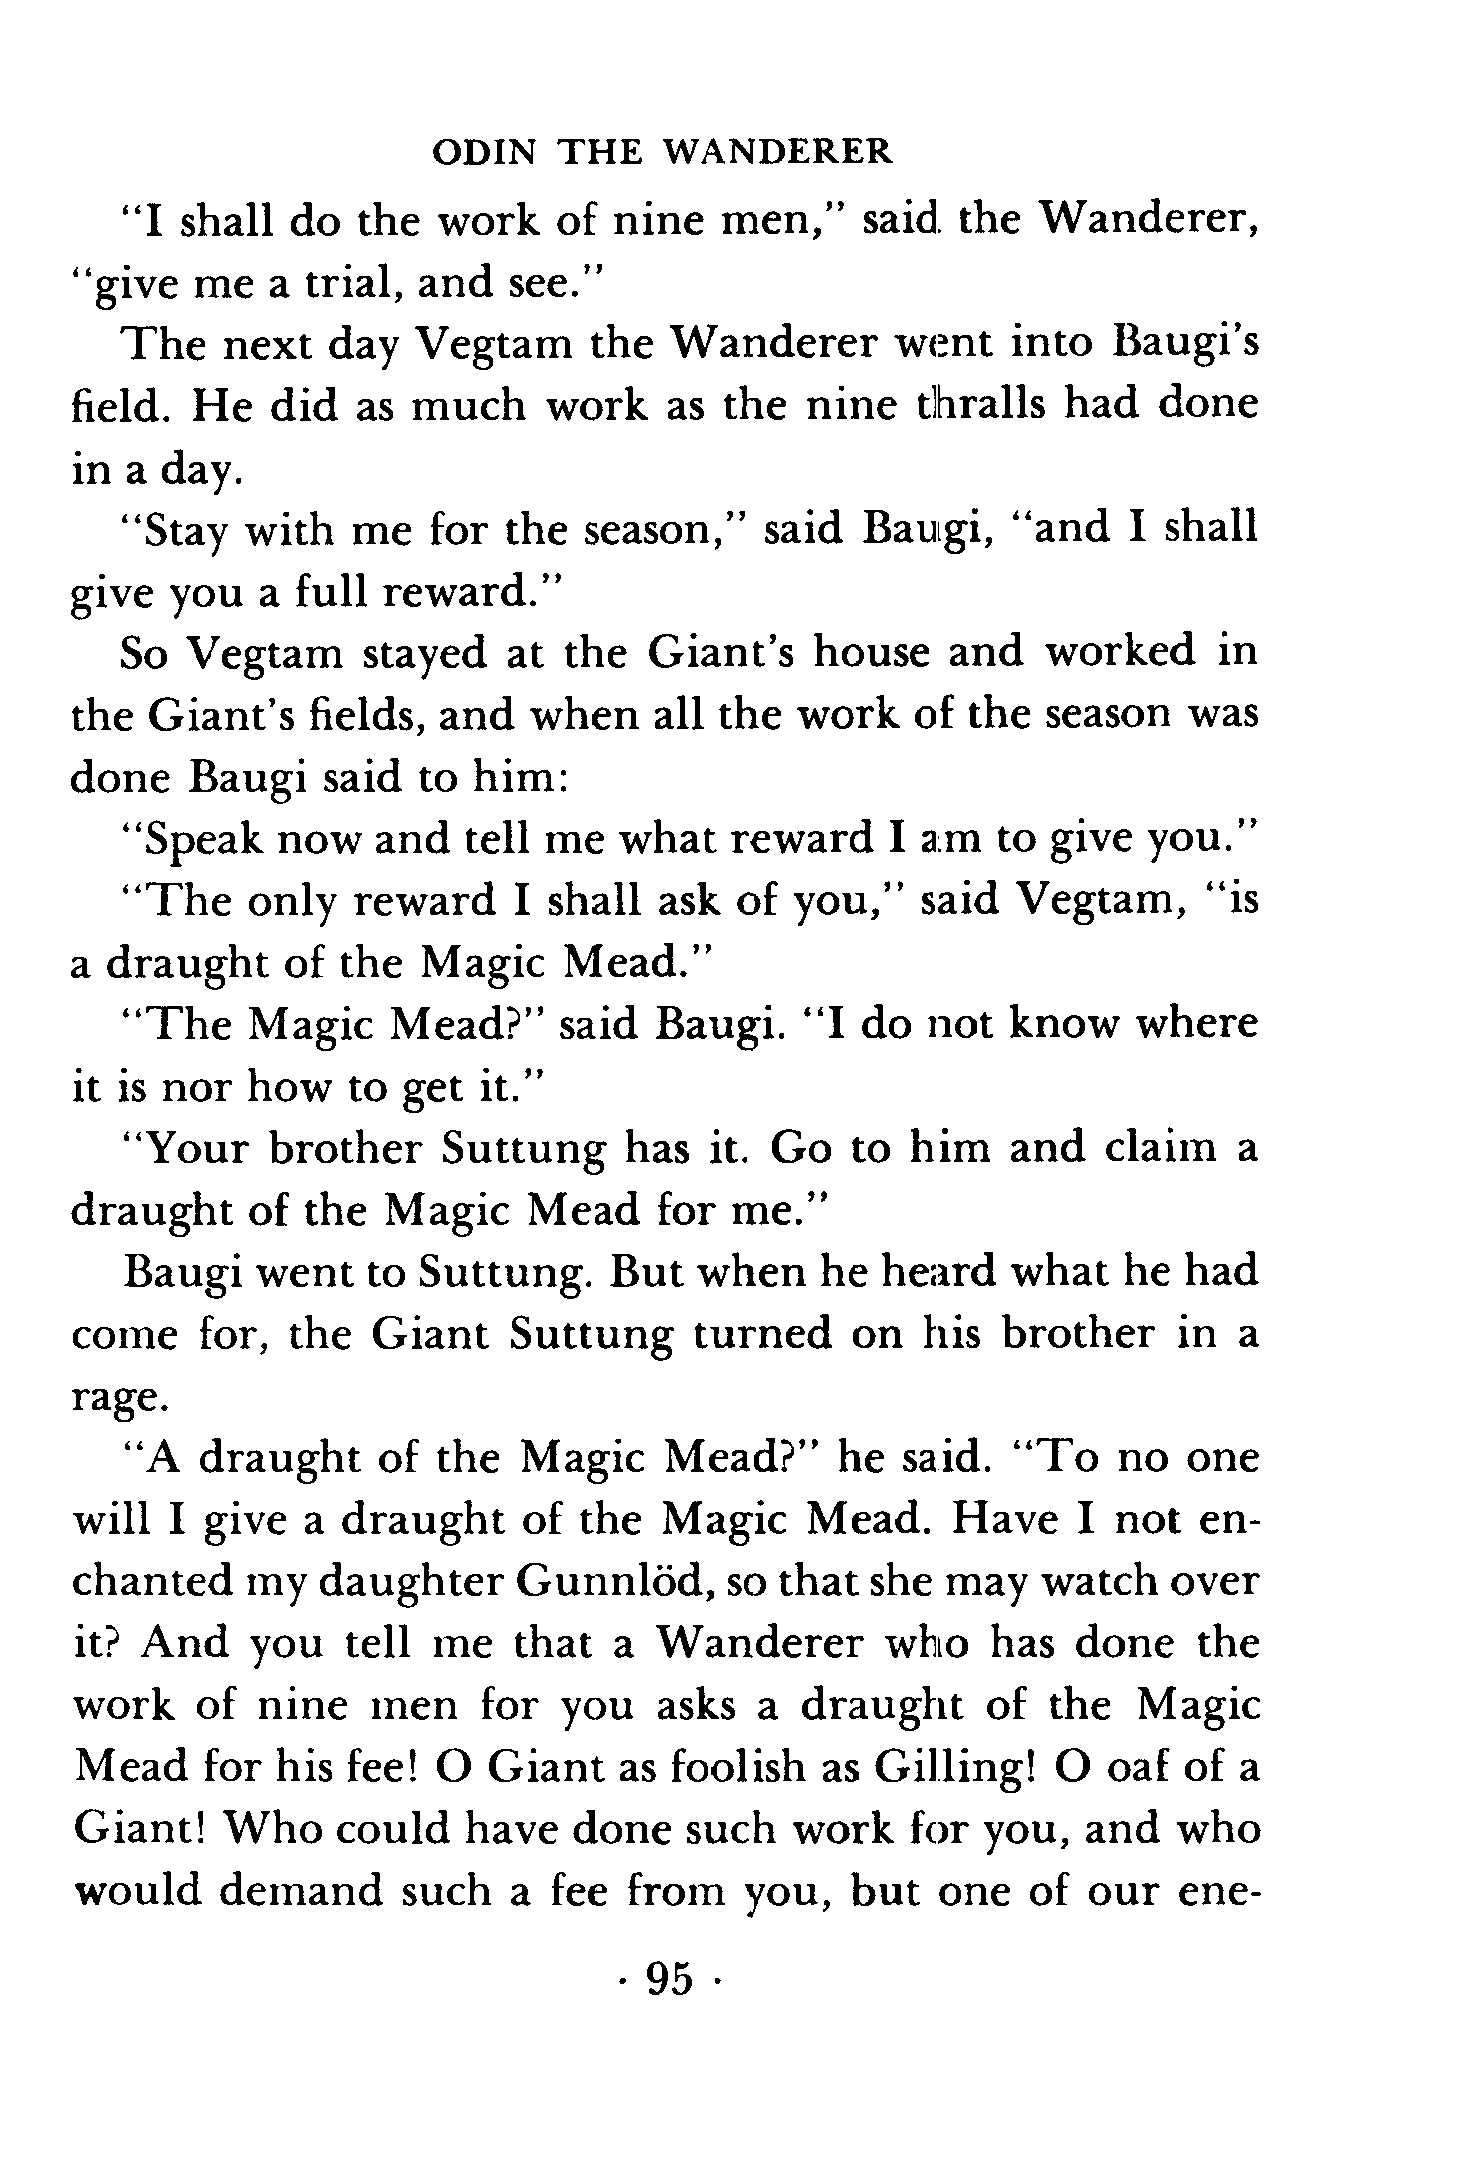 ODIN THE WANDERER
“I shall do the work of nine men,” said the Wanderer,
“give me a trial, and see.”
The next day Vegtam the Wanderer went into Baugi’s
field. He did as much work as the nine thralls had done
in a day.
“Stay with me for the season,” said Baugi, “and I shall
give you a full reward.”
So Vegtam stayed at the Giant’s house and worked in
the Giant’s fields, and when all the work of the season was
done Baugi said to him:
“Speak now and tell me what reward I am to give you.”
“The only reward I shall ask of you,” said Vegtam, “is
a draught of the Magic Mead.”
“The Magic Mead?” said Baugi. “I do not know where
it is nor how to get it.”
“Your brother Suttung has it. Go to him and claim a
draught of the Magic Mead for me.”
Baugi went to Suttung. But when he heard what he had
come for, the Giant Suttung turned on his brother in a
rage.
“A draught of the Magic Mead?” he said. “To no one
will I give a draught of the Magic Mead. Have I not en-
chanted my daughter Gunnlöd, so that she may watch over
it? And you tell me that a Wanderer who has done the
work of nine men for you asks a draught of the Magic
Mead for his fee! O Giant as foolish as Gilling! O oaf of a
Giant! Who could have done such work for you, and who
would demand such a fee from you, but one of our ene-
· 95 ·